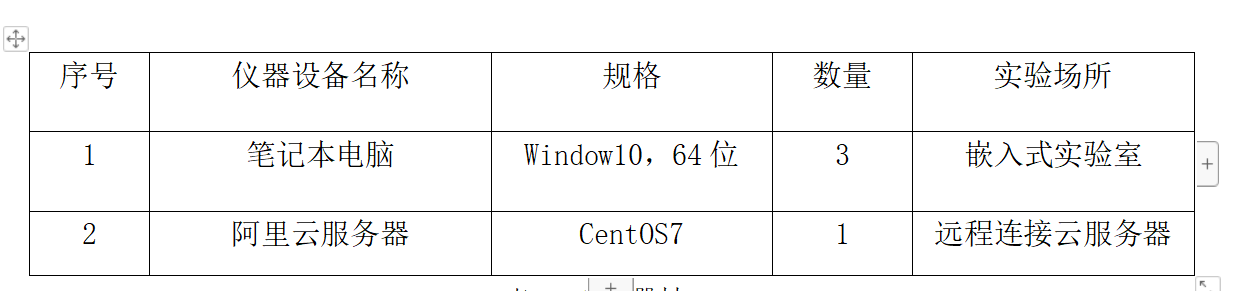 序号 仪器设备名称 规格 数量 实验场所
1 笔记本电脑 Window10，64位 3 嵌入式实验室
2 阿里云服务器 CentOS7 1 远程连接云服务器